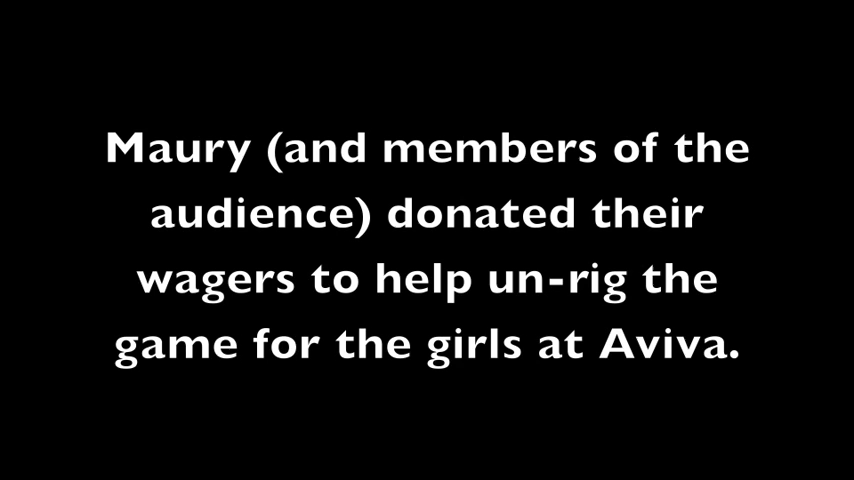 Maury (and members of the
audience) donated their
wagers to help un-rig the
game for the girls at Aviva.